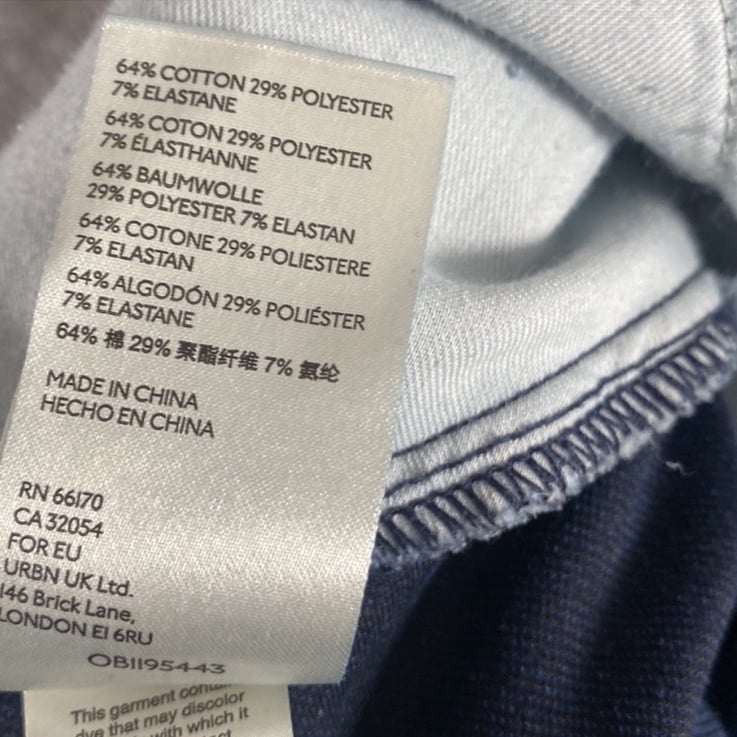 64% COTTON 29% POLYESTER
7% ELASTANE
64% COTON 29% POLYESTER
7% ÉLASTHANNE
64% BAUMWOLLE
29% POLYESTER 7% ELASTAN
64% COTONE 29% POLIESTERE
7% ELASTAN
64% ALGODÓN 29% POLIÉSTER
7% ELASTANE
64% 棉 29% 聚酯纤维 7% 氨纶
MADE IN CHINA
HECHO EN CHINA
RN 66170
CA 32054
FOR EU
URBN UK Ltd.
146 Brick Lane,
LONDON E1 6RU
OB1195443
This garment
dye that may discolor
with which it